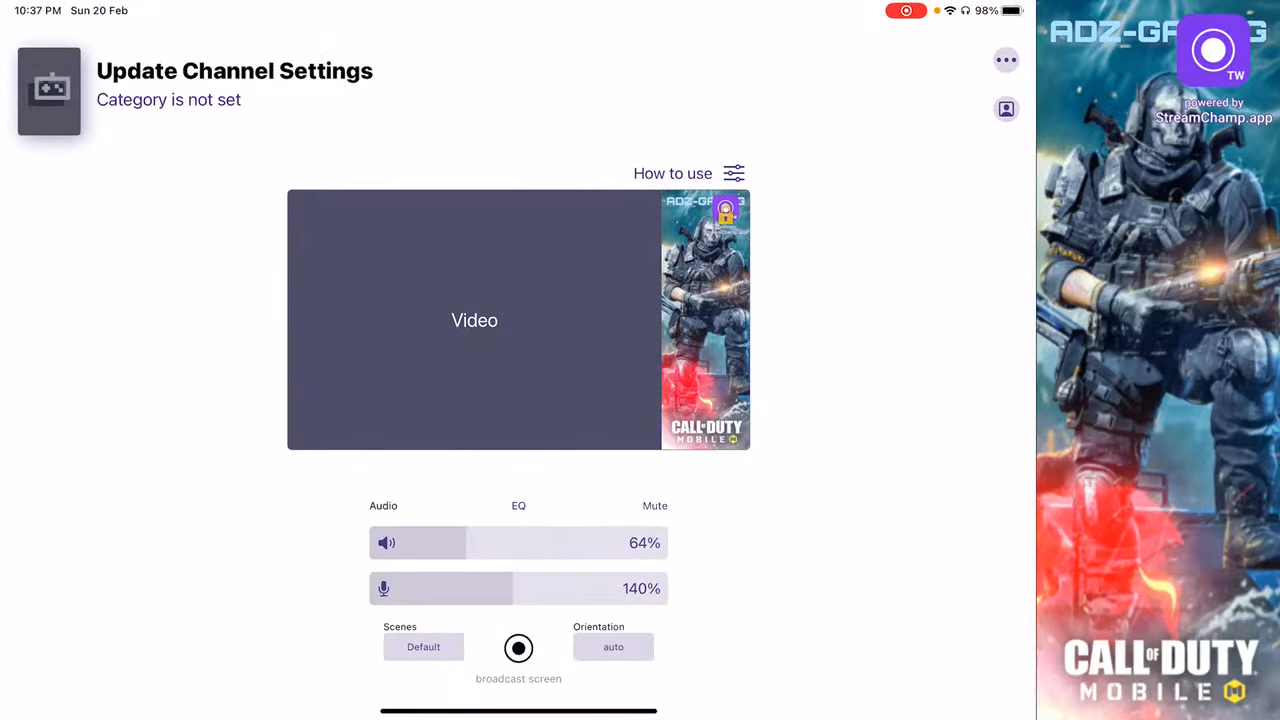 10:37 PM Sun 20 Feb
98%
Update Channel Settings
Category is not set
How to use
Video
CALL OF DUTY
MOBILE
Audio EQ Mute
64%
140%
Scenes
Default
broadcast screen
Orientation
auto
TW
powered by
StreamChamp.app
CALL OF DUTY
MOBILE